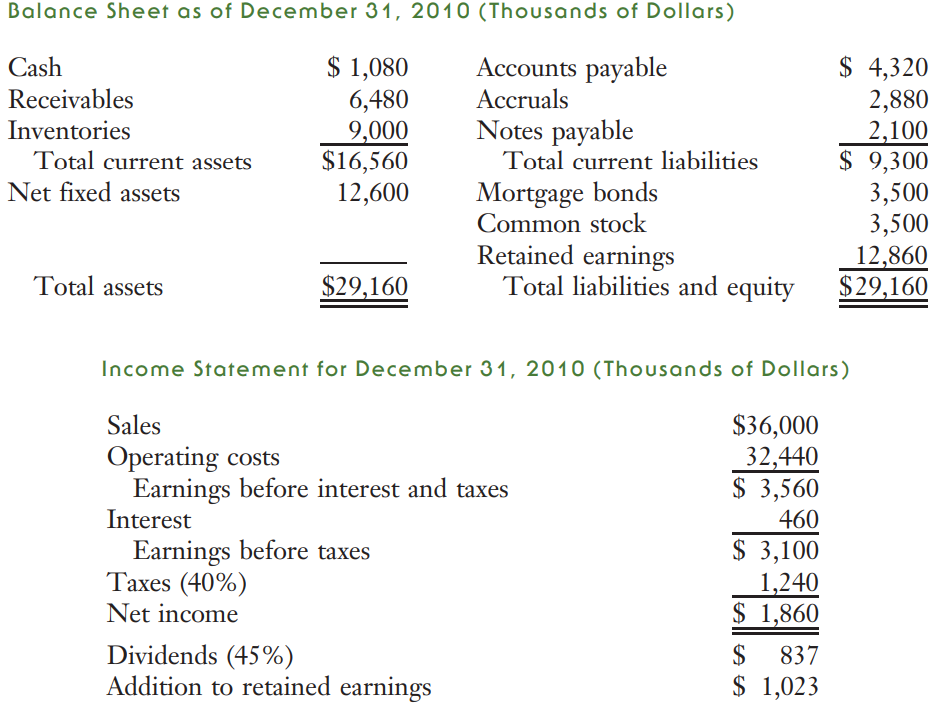 Balance Sheet as of December 31, 2010 (Thousands of Dollars)
Cash $ 1,080 Accounts payable $ 4,320
Receivables 6,480 Accruals 2,880
Inventories 9,000 Notes payable 2,100
Total current assets $16,560 Total current liabilities $ 9,300
Net fixed assets 12,600 Mortgage bonds 3,500
Common stock 3,500
Retained earnings 12,860
Total assets $29,160 Total liabilities and equity $29,160
Income Statement for December 31, 2010 (Thousands of Dollars)
Sales $36,000
Operating costs 32,440
Earnings before interest and taxes $ 3,560
Interest 460
Earnings before taxes $ 3,100
Taxes (40%) 1,240
Net income $ 1,860
Dividends (45%) $ 837
Addition to retained earnings $ 1,023